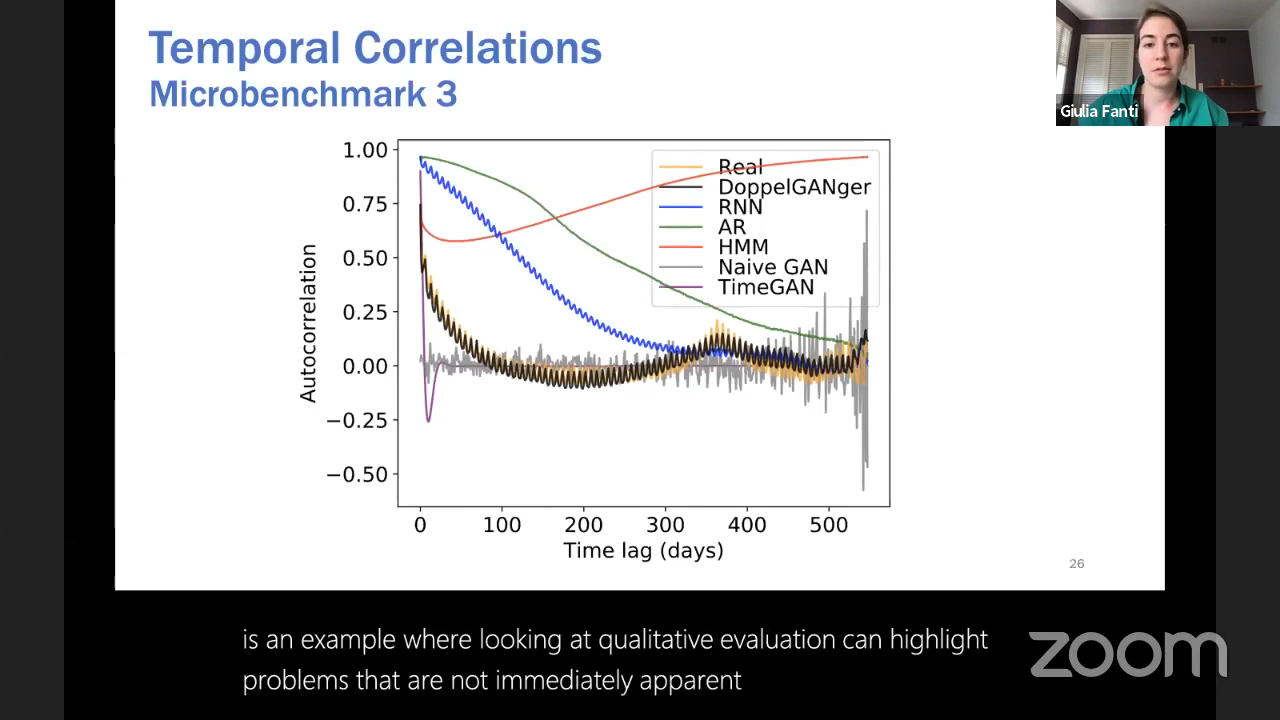 Temporal Correlations
Microbenchmark 3
Giulia Fanti
1.00
0.75
0.50
0.25
0.00
−0.25
−0.50
Autocorrelation
Real
DoppelGANger
RNN
AR
HMM
Naive GAN
TimeGAN
0 100 200 300 400 500
Time lag (days)
26
is an example where looking at qualitative evaluation can highlight
problems that are not immediately apparent
zoom